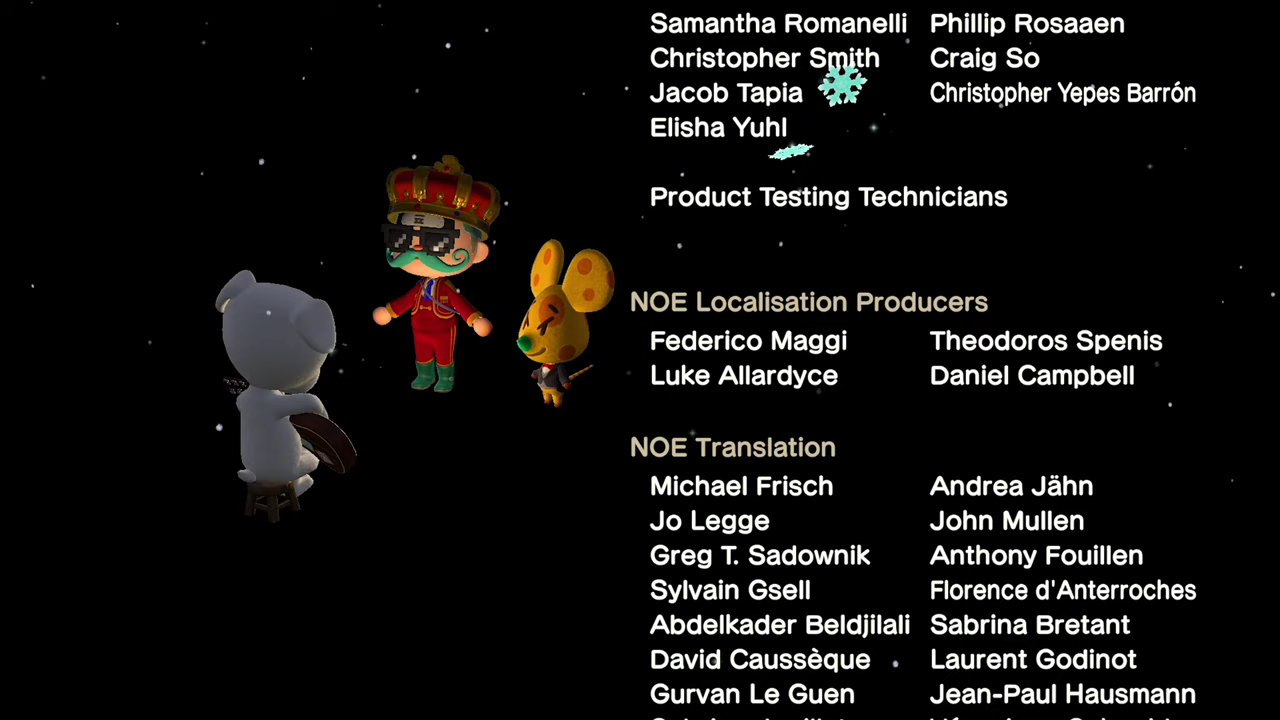 Samantha Romanelli Phillip Rosaaen
Christopher Smith Craig So
Jacob Tapia Christopher Yepes Barrón
Elisha Yuhl
Product Testing Technicians
NOE Localisation Producers
Federico Maggi Theodoros Spenis
Luke Allardyce Daniel Campbell
NOE Translation
Michael Frisch Andrea Jähn
Jo Legge John Mullen
Greg T. Sadownik Anthony Fouillen
Sylvain Gsell Florence d'Anterroches
Abdelkader Beldjilali Sabrina Bretant
David Caussèque Laurent Godinot
Gurvan Le Guen Jean-Paul Hausmann